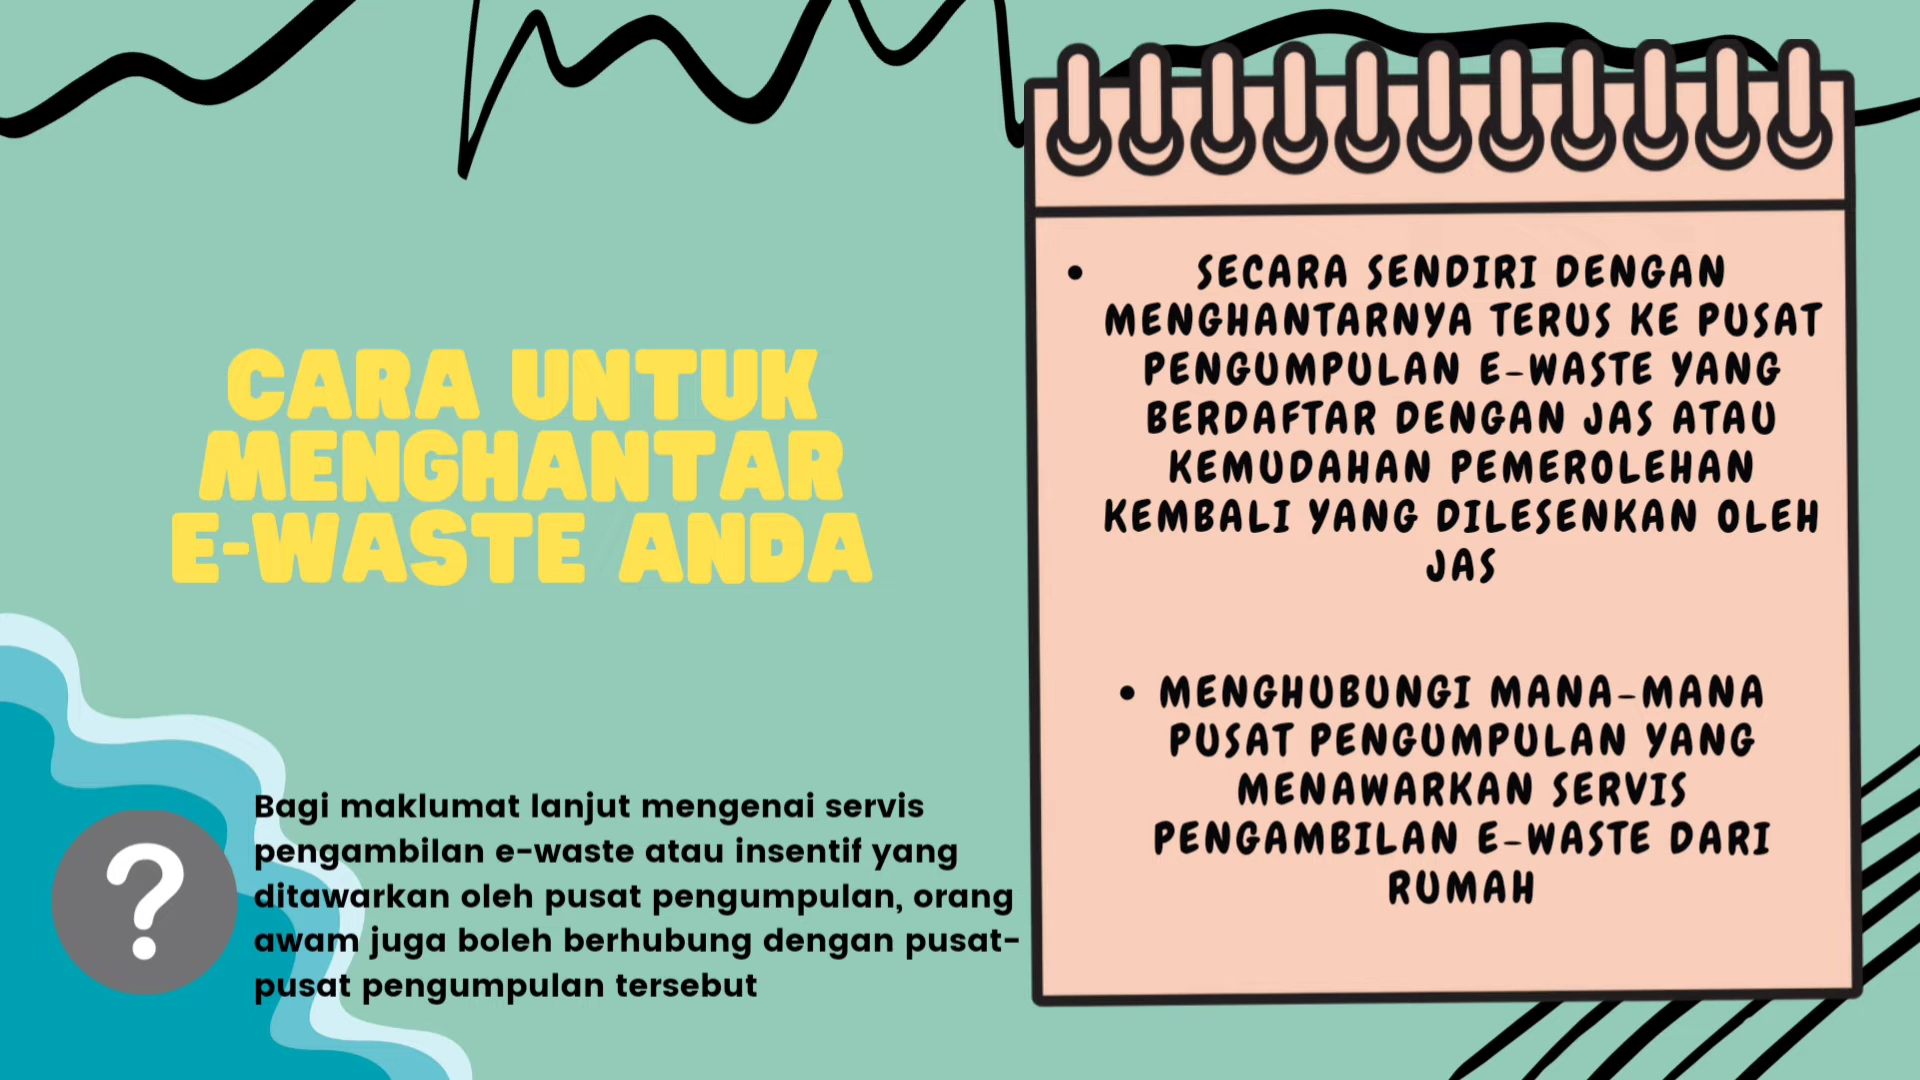 CARA UNTUK
MENGHANTAR
E-WASTE ANDA
• SECARA SENDIRI DENGAN
MENGHANTARNYA TERUS KE PUSAT
PENGUMPULAN E-WASTE YANG
BERDAFTAR DENGAN JAS ATAU
KEMUDAHAN PEMEROLEHAN
KEMBALI YANG DILESENKAN OLEH
JAS
• MENGHUBUNGI MANA-MANA
PUSAT PENGUMPULAN YANG
MENAWARKAN SERVIS
PENGAMBILAN E-WASTE DARI
RUMAH
?
Bagi maklumat lanjut mengenai servis
pengambilan e-waste atau insentif yang
ditawarkan oleh pusat pengumpulan, orang
awam juga boleh berhubung dengan pusat-
pusat pengumpulan tersebut